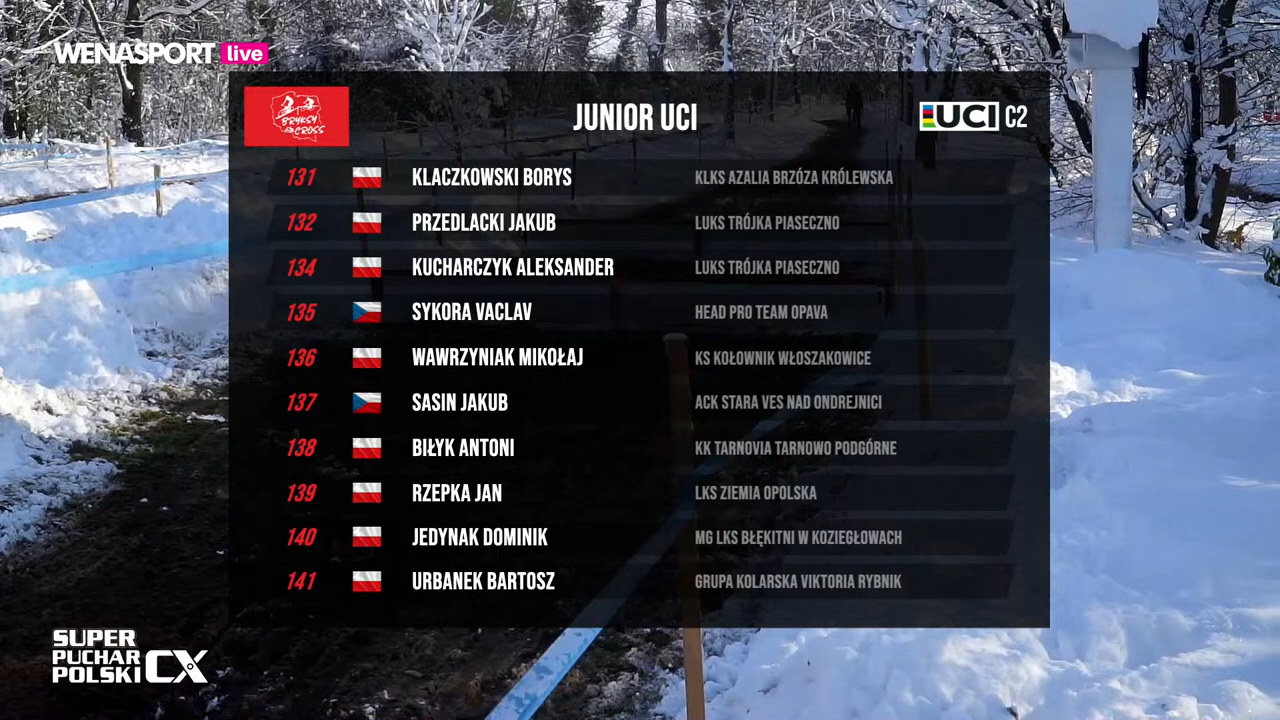 WENASPORT live
BRYKSY CROSS
JUNIOR UCI
UCI C2
131 KLACZKOWSKI BORYS KLKS AZALIA BRZÓZA KRÓLEWSKA
132 PRZEDLACKI JAKUB LUKS TRÓJKA PIASECZNO
134 KUCHARCZYK ALEKSANDER LUKS TRÓJKA PIASECZNO
135 SYKORA VACLAV HEAD PRO TEAM OPAVA
136 WAWRZYNIAK MIKOŁAJ KS KOŁOWNIK WŁOSZAKOWICE
137 SASIN JAKUB ACK STARA VES NAD ONDREJNICI
138 BIŁYK ANTONI KK TARNOVIA TARNOWO PODGÓRNE
139 RZEPKA JAN LKS ZIEMIA OPOLSKA
140 JEDYNAK DOMINIK MG LKS BŁĘKITNI W KOZIEGŁOWACH
141 URBANEK BARTOSZ GRUPA KOLARSKA VIKTORIA RYBNIK
SUPER
PUCHAR
POLSKI CX